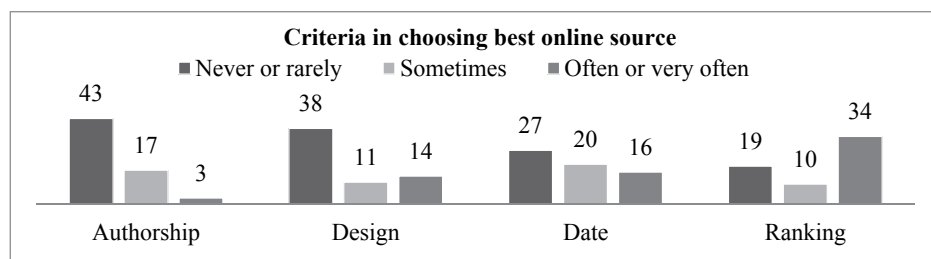 Criteria in choosing best online source
Never or rarely Sometimes Often or very often
43 17 3 38 11 14 27 20 16 19 10 34
Authorship Design Date Ranking